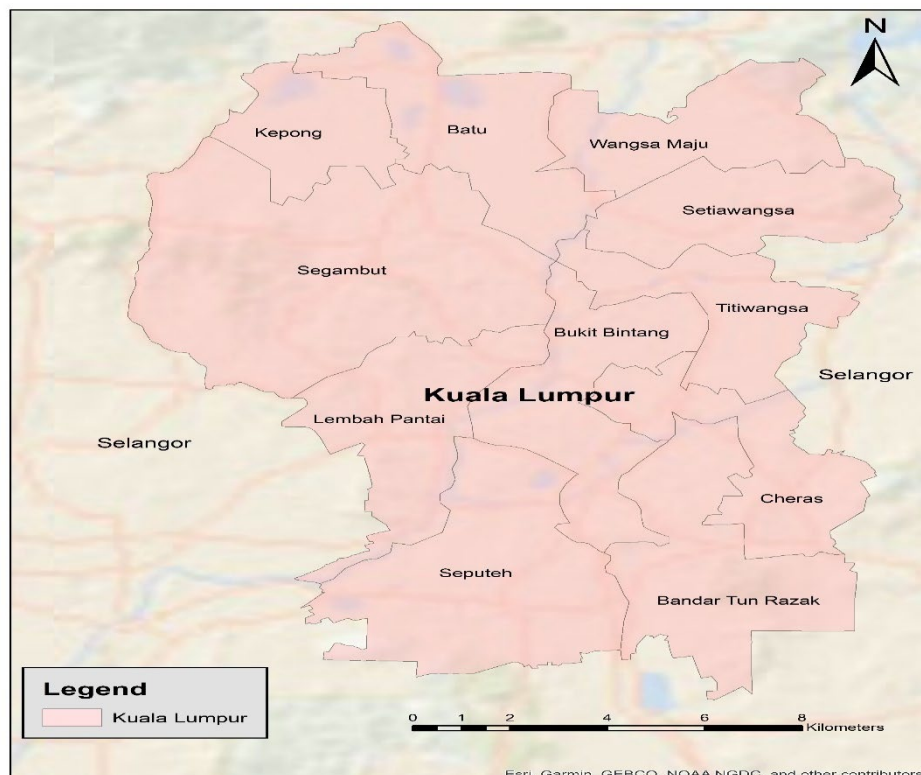 N
Kepong
Batu
Wangsa Maju
Setiawangsa
Segambut
Titiwangsa
Bukit Bintang
Selangor
Kuala Lumpur
Lembah Pantai
Selangor
Cheras
Seputeh
Bandar Tun Razak
Legend
Kuala Lumpur
0 1 2 4 6 8
Kilometers
Esri, Garmin, GEBCO, NOAA NGDC, and other contributors